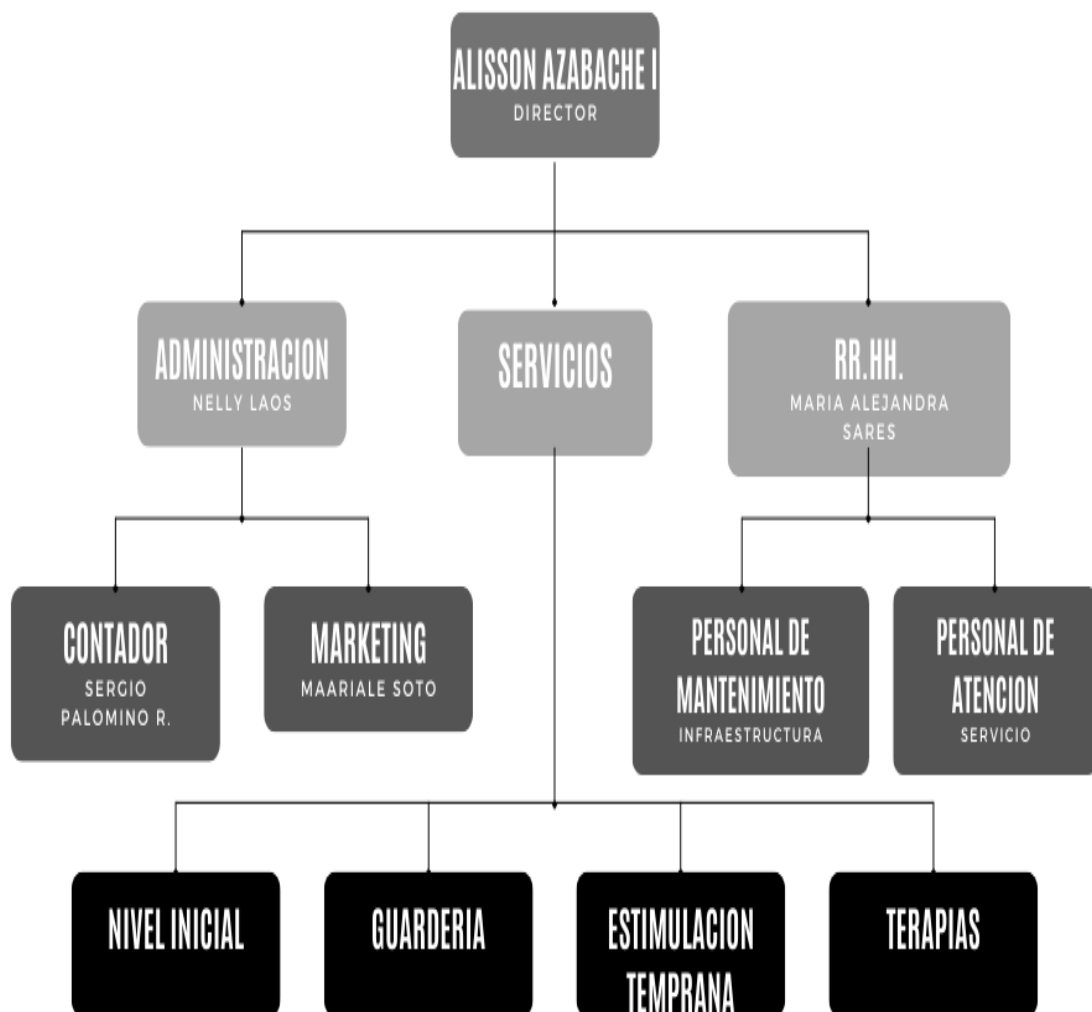 ALISSON AZABACHE I
DIRECTOR
ADMINISTRACION
NELLY LAOS
SERVICIOS
RR.HH.
MARIA ALEJANDRA
SARES
CONTADOR
SERGIO
PALOMINO R.
MARKETING
MAARIALE SOTO
PERSONAL DE
MANTENIMIENTO
INFRAESTRUCTURA
PERSONAL DE
ATENCION
SERVICIO
NIVEL INICIAL
GUARDERIA
ESTIMULACION
TEMPRANA
TERAPIAS